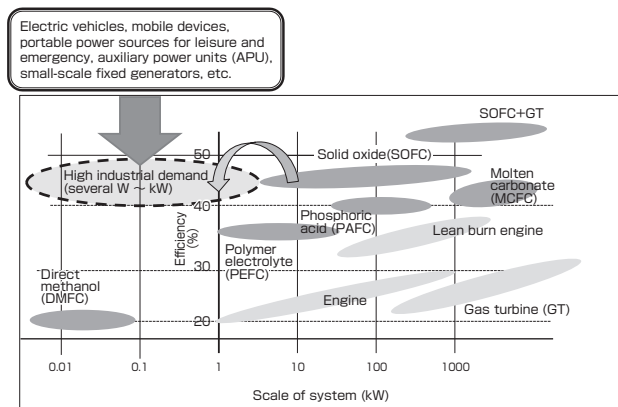 Electric vehicles, mobile devices,
portable power sources for leisure and
emergency, auxiliary power units (APU),
small-scale fixed generators, etc.
SOFC+GT
50
Solid oxide(SOFC)
High industrial demand
(several W ~ kW)
Molten
carbonate
(MCFC)
40
Phosphoric
acid (PAFC)
Lean burn engine
Efficiency
(%)
Polymer
electrolyte
(PEFC)
30
Direct
methanol
(DMFC)
Engine
Gas turbine (GT)
20
0.01 0.1 1 10 100 1000
Scale of system (kW)